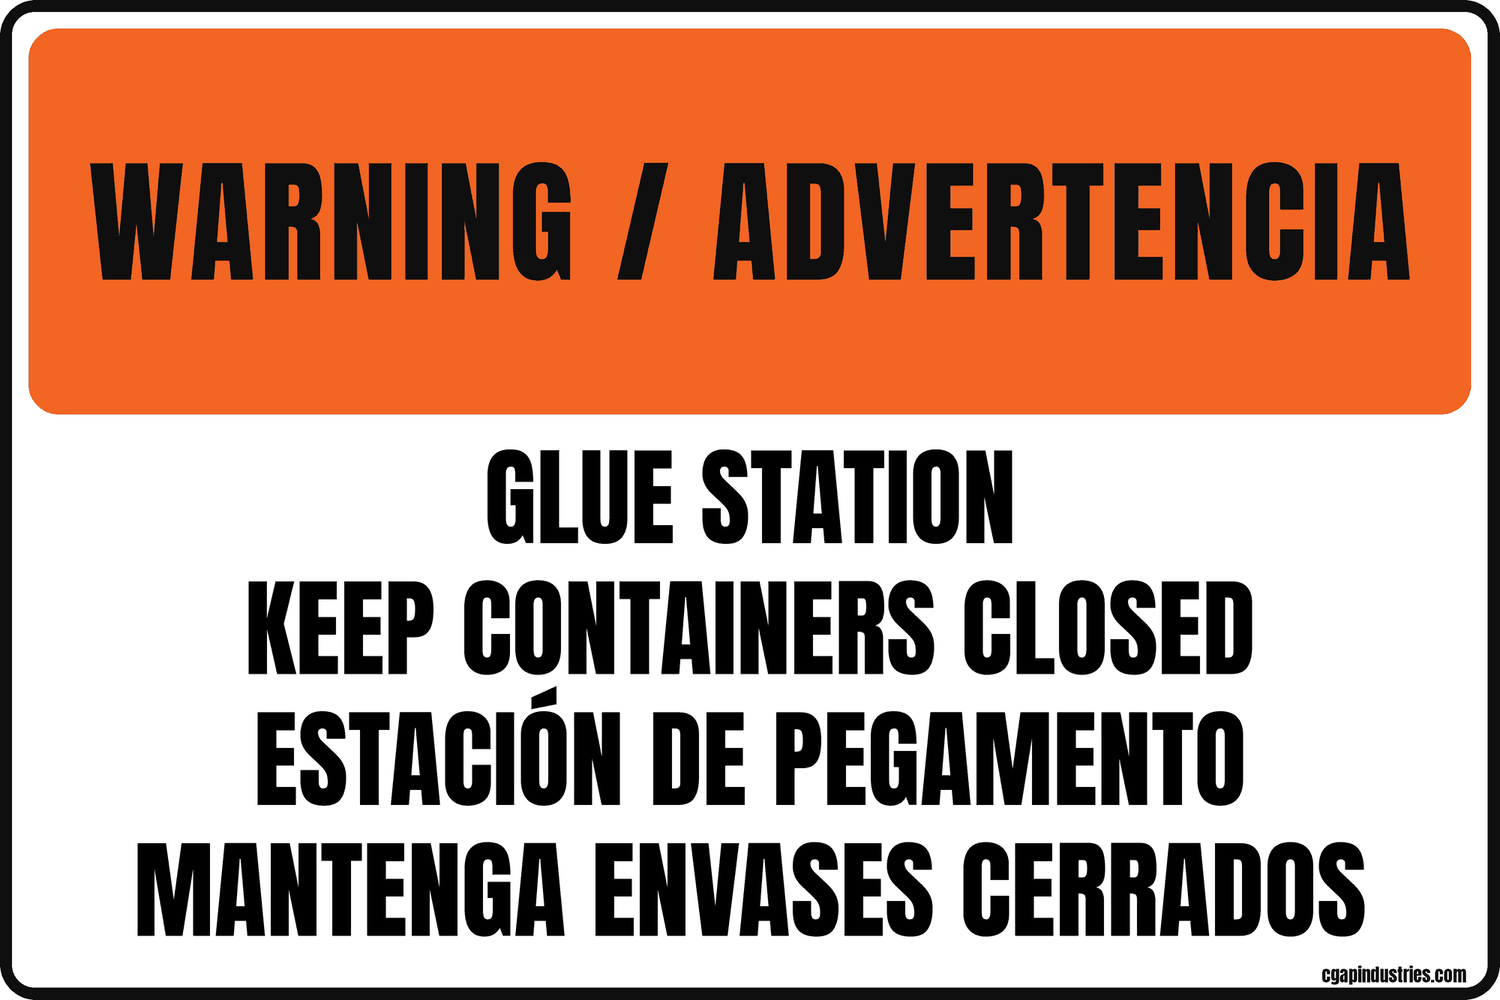 WARNING / ADVERTENCIA
GLUE STATION
KEEP CONTAINERS CLOSED
ESTACIÓN DE PEGAMENTO
MANTENGA ENVASES CERRADOS
cgapindustries.com